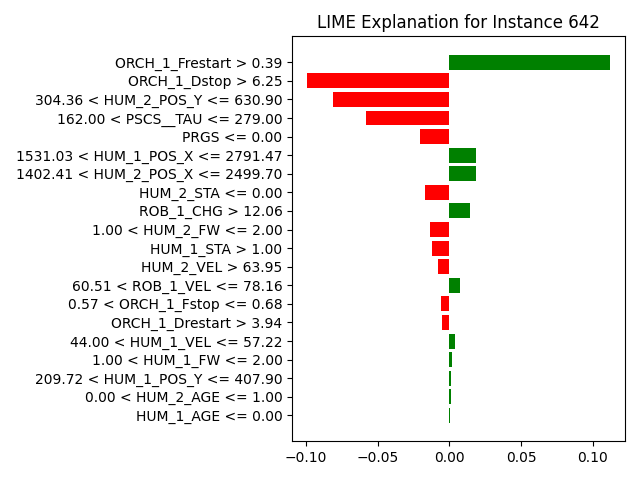 LIME Explanation for Instance 642
ORCH_1_Frestart > 0.39
ORCH_1_Dstop > 6.25
304.36 < HUM_2_POS_Y <= 630.90
162.00 < PSCS__TAU <= 279.00
PRGS <= 0.00
1531.03 < HUM_1_POS_X <= 2791.47
1402.41 < HUM_2_POS_X <= 2499.70
HUM_2_STA <= 0.00
ROB_1_CHG > 12.06
1.00 < HUM_2_FW <= 2.00
HUM_1_STA > 1.00
HUM_2_VEL > 63.95
60.51 < ROB_1_VEL <= 78.16
0.57 < ORCH_1_Fstop <= 0.68
ORCH_1_Drestart > 3.94
44.00 < HUM_1_VEL <= 57.22
1.00 < HUM_1_FW <= 2.00
209.72 < HUM_1_POS_Y <= 407.90
0.00 < HUM_2_AGE <= 1.00
HUM_1_AGE <= 0.00
−0.10 −0.05 0.00 0.05 0.10